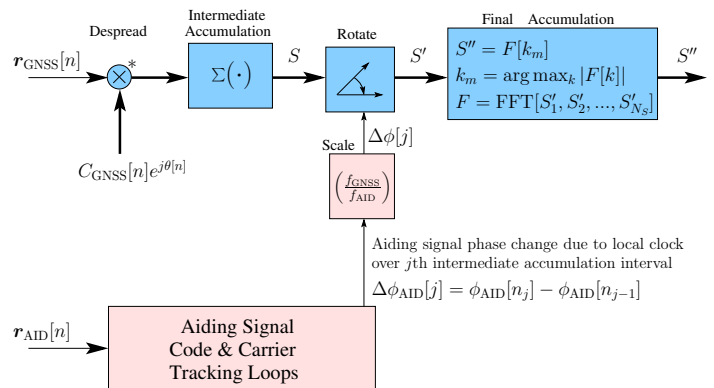 Despread
Intermediate
Accumulation
Rotate
Final Accumulation
r_GNSS[n]
×
*
Σ(·)
S
S′
S″ = F[k_m]
k_m = arg max_k |F[k]|
F = FFT[S′_1, S′_2, ..., S′_{N_S}]
S″
C_GNSS[n]e^{jθ[n]}
Δϕ[j]
Scale
(f_GNSS/f_AID)
Aiding signal phase change due to local clock
over jth intermediate accumulation interval
Δϕ_AID[j] = ϕ_AID[n_j] − ϕ_AID[n_{j−1}]
r_AID[n]
Aiding Signal
Code & Carrier
Tracking Loops